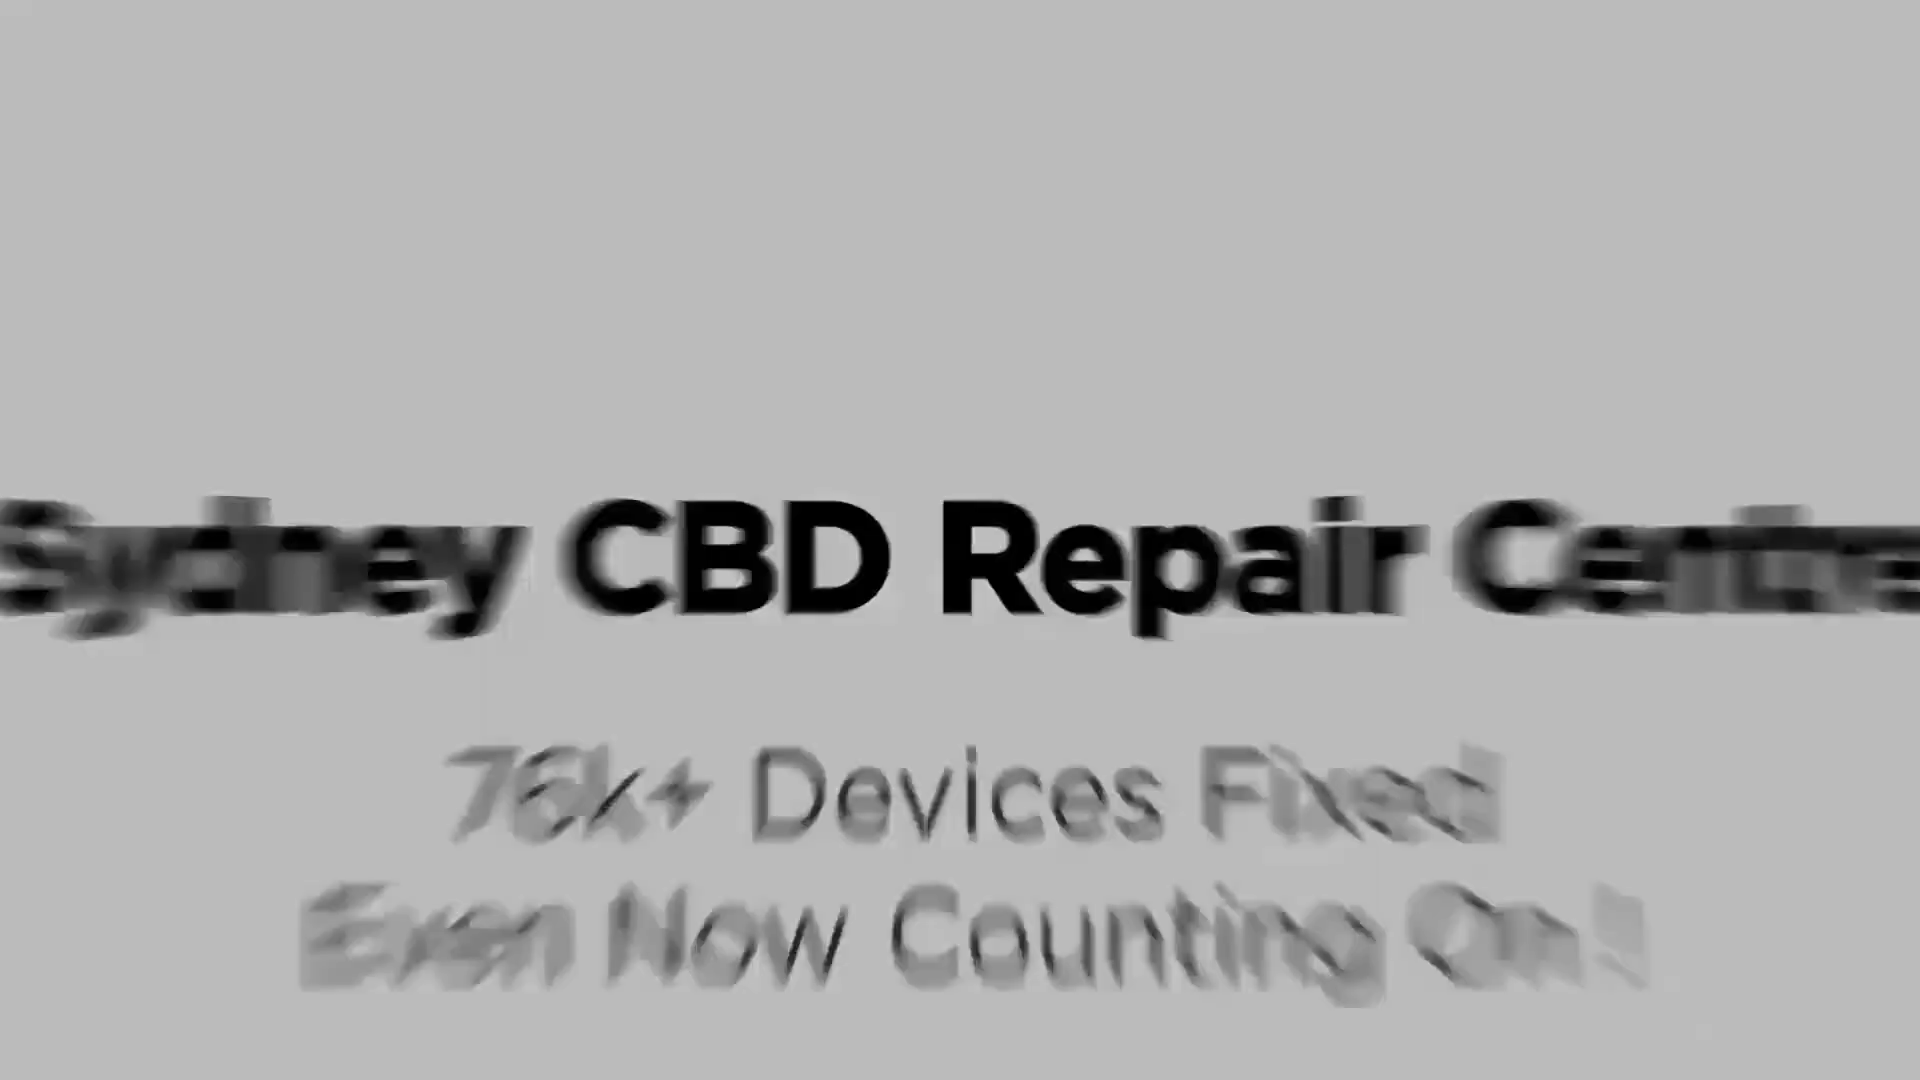 Sydney CBD Repair Centre
76k+ Devices Fixed
Even Now Counting On!